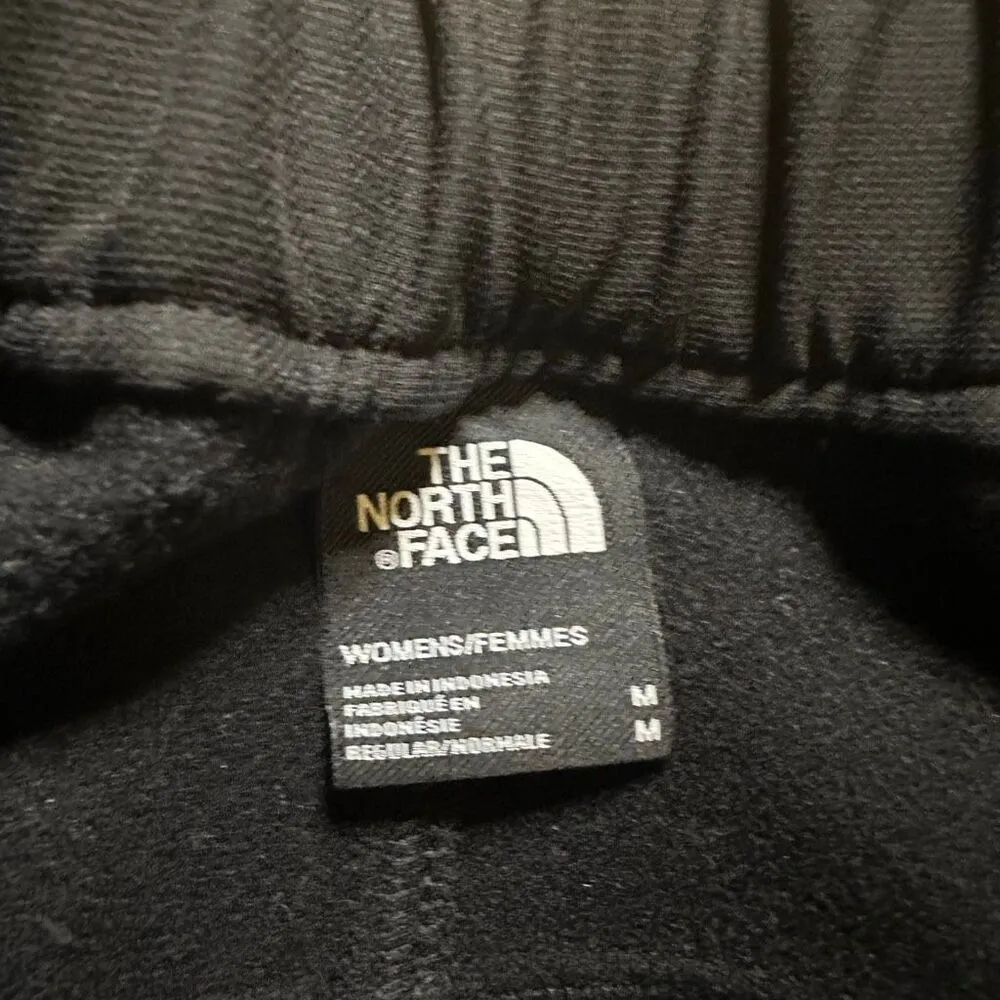 THE
NORTH
®FACE
WOMENS/FEMMES
MADE IN INDONESIA
FABRIQUÉ EN M
INDONÉSIE M
REGULAR/NORMALE